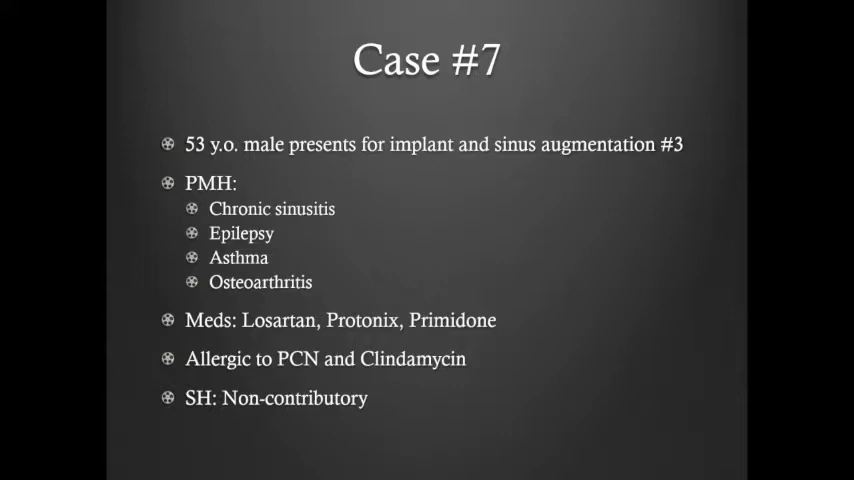 Case #7
53 y.o. male presents for implant and sinus augmentation #3
PMH:
Chronic sinusitis
Epilepsy
Asthma
Osteoarthritis
Meds: Losartan, Protonix, Primidone
Allergic to PCN and Clindamycin
SH: Non-contributory